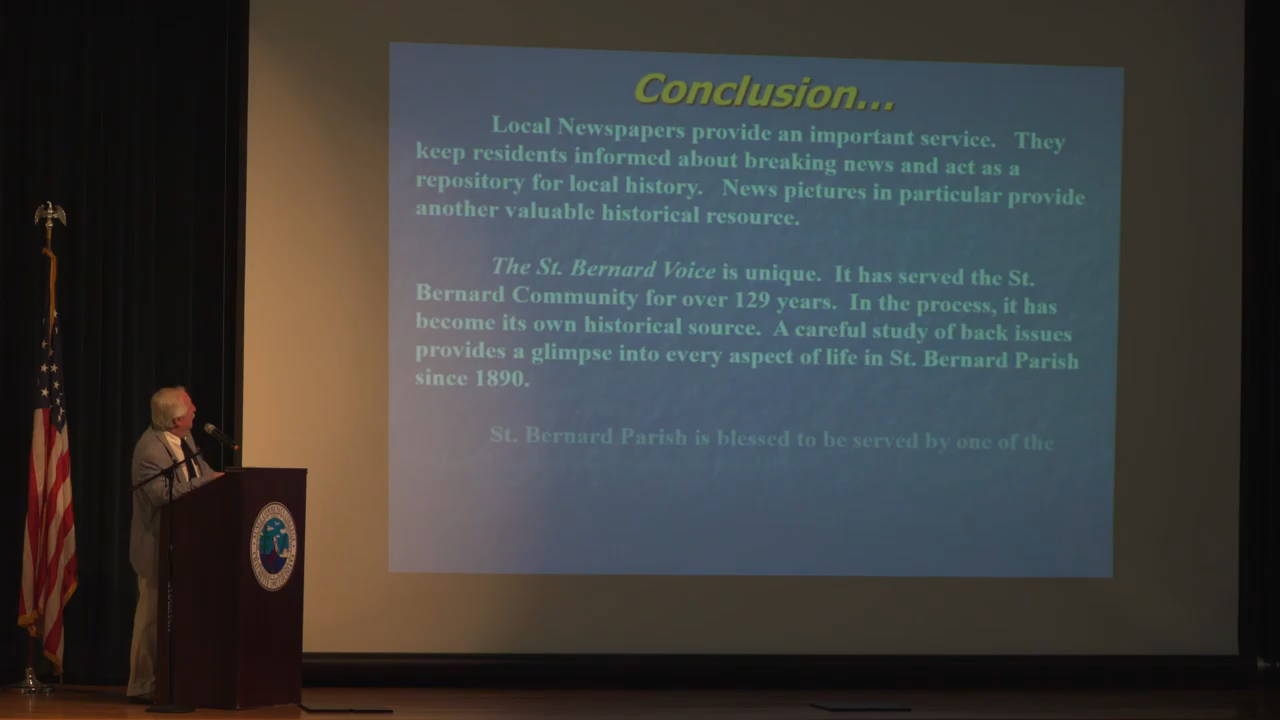 Conclusion...
Local Newspapers provide an important service. They
keep residents informed about breaking news and act as a
repository for local history. News pictures in particular provide
another valuable historical resource.
The St. Bernard Voice is unique. It has served the St.
Bernard Community for over 129 years. In the process, it has
become its own historical source. A careful study of back issues
provides a glimpse into every aspect of life in St. Bernard Parish
since 1890.
St. Bernard Parish is blessed to be served by one of the